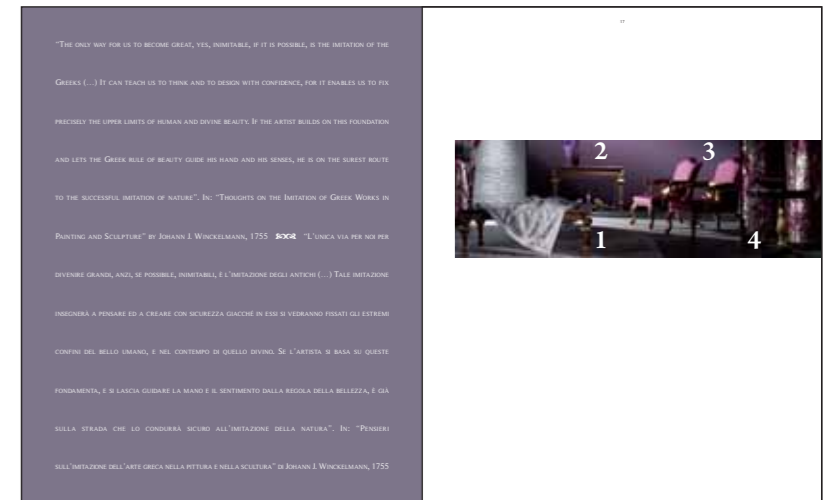 “The only way for us to become great, yes, inimitable, if it is possible, is the imitation of the
Greeks (…) It can teach us to think and to design with confidence, for it enables us to fix
precisely the upper limits of human and divine beauty. If the artist builds on this foundation
and lets the Greek rule of beauty guide his hand and his senses, he is on the surest route
to the successful imitation of nature”. In: “Thoughts on the Imitation of Greek Works in
Painting and Sculpture” by Johann J. Winckelmann, 1755 “L’unica via per noi per
divenire grandi, anzi, se possibile, inimitabili, è l’imitazione degli antichi (…) Tale imitazione
insegnerà a pensare ed a creare con sicurezza giacchè in essi si vedranno fissati gli estremi
confini del bello umano, e nel contempo di quello divino. Se l’artista si basa su queste
fondamenta, e si lascia guidare la mano e il sentimento dalla regola della bellezza, è già
sulla strada che lo condurrà sicuro all’imitazione della natura”. In: “Pensieri
sull’imitazione dell’arte greca nella pittura e nella scultura” di Johann J. Winckelmann, 1755
2 3
1 4